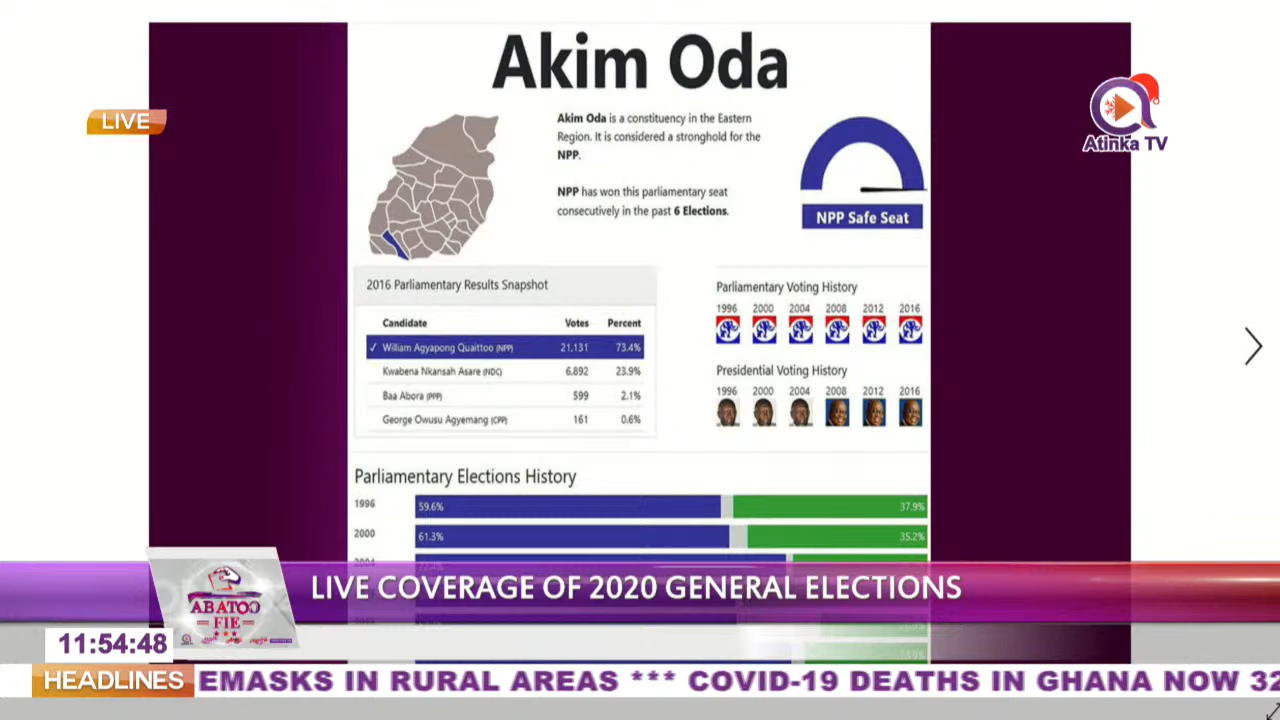 Akim Oda
LIVE
Akim Oda is a constituency in the Eastern
Region. It is considered a stronghold for the
NPP.
NPP has won this parliamentary seat
consecutively in the past 6 Elections.
NPP Safe Seat
Atinka TV
2016 Parliamentary Results Snapshot
Candidate Votes Percent
✓ William Agyapong Quaittoo (NPP) 21,131 73.4%
Kwabena Nkansah Asare (NDC) 6,892 23.9%
Baa Abora (PPP) 599 2.1%
George Owusu Agyemang (CPP) 161 0.6%
Parliamentary Voting History
1996 2000 2004 2008 2012 2016
Presidential Voting History
1996 2000 2004 2008 2012 2016
Parliamentary Elections History
1996 59.6% 37.9%
2000 61.3% 35.2%
2004
LIVE COVERAGE OF 2020 GENERAL ELECTIONS
ABATOO
FIE
11:54:48
HEADLINES EMASKS IN RURAL AREAS *** COVID-19 DEATHS IN GHANA NOW 32